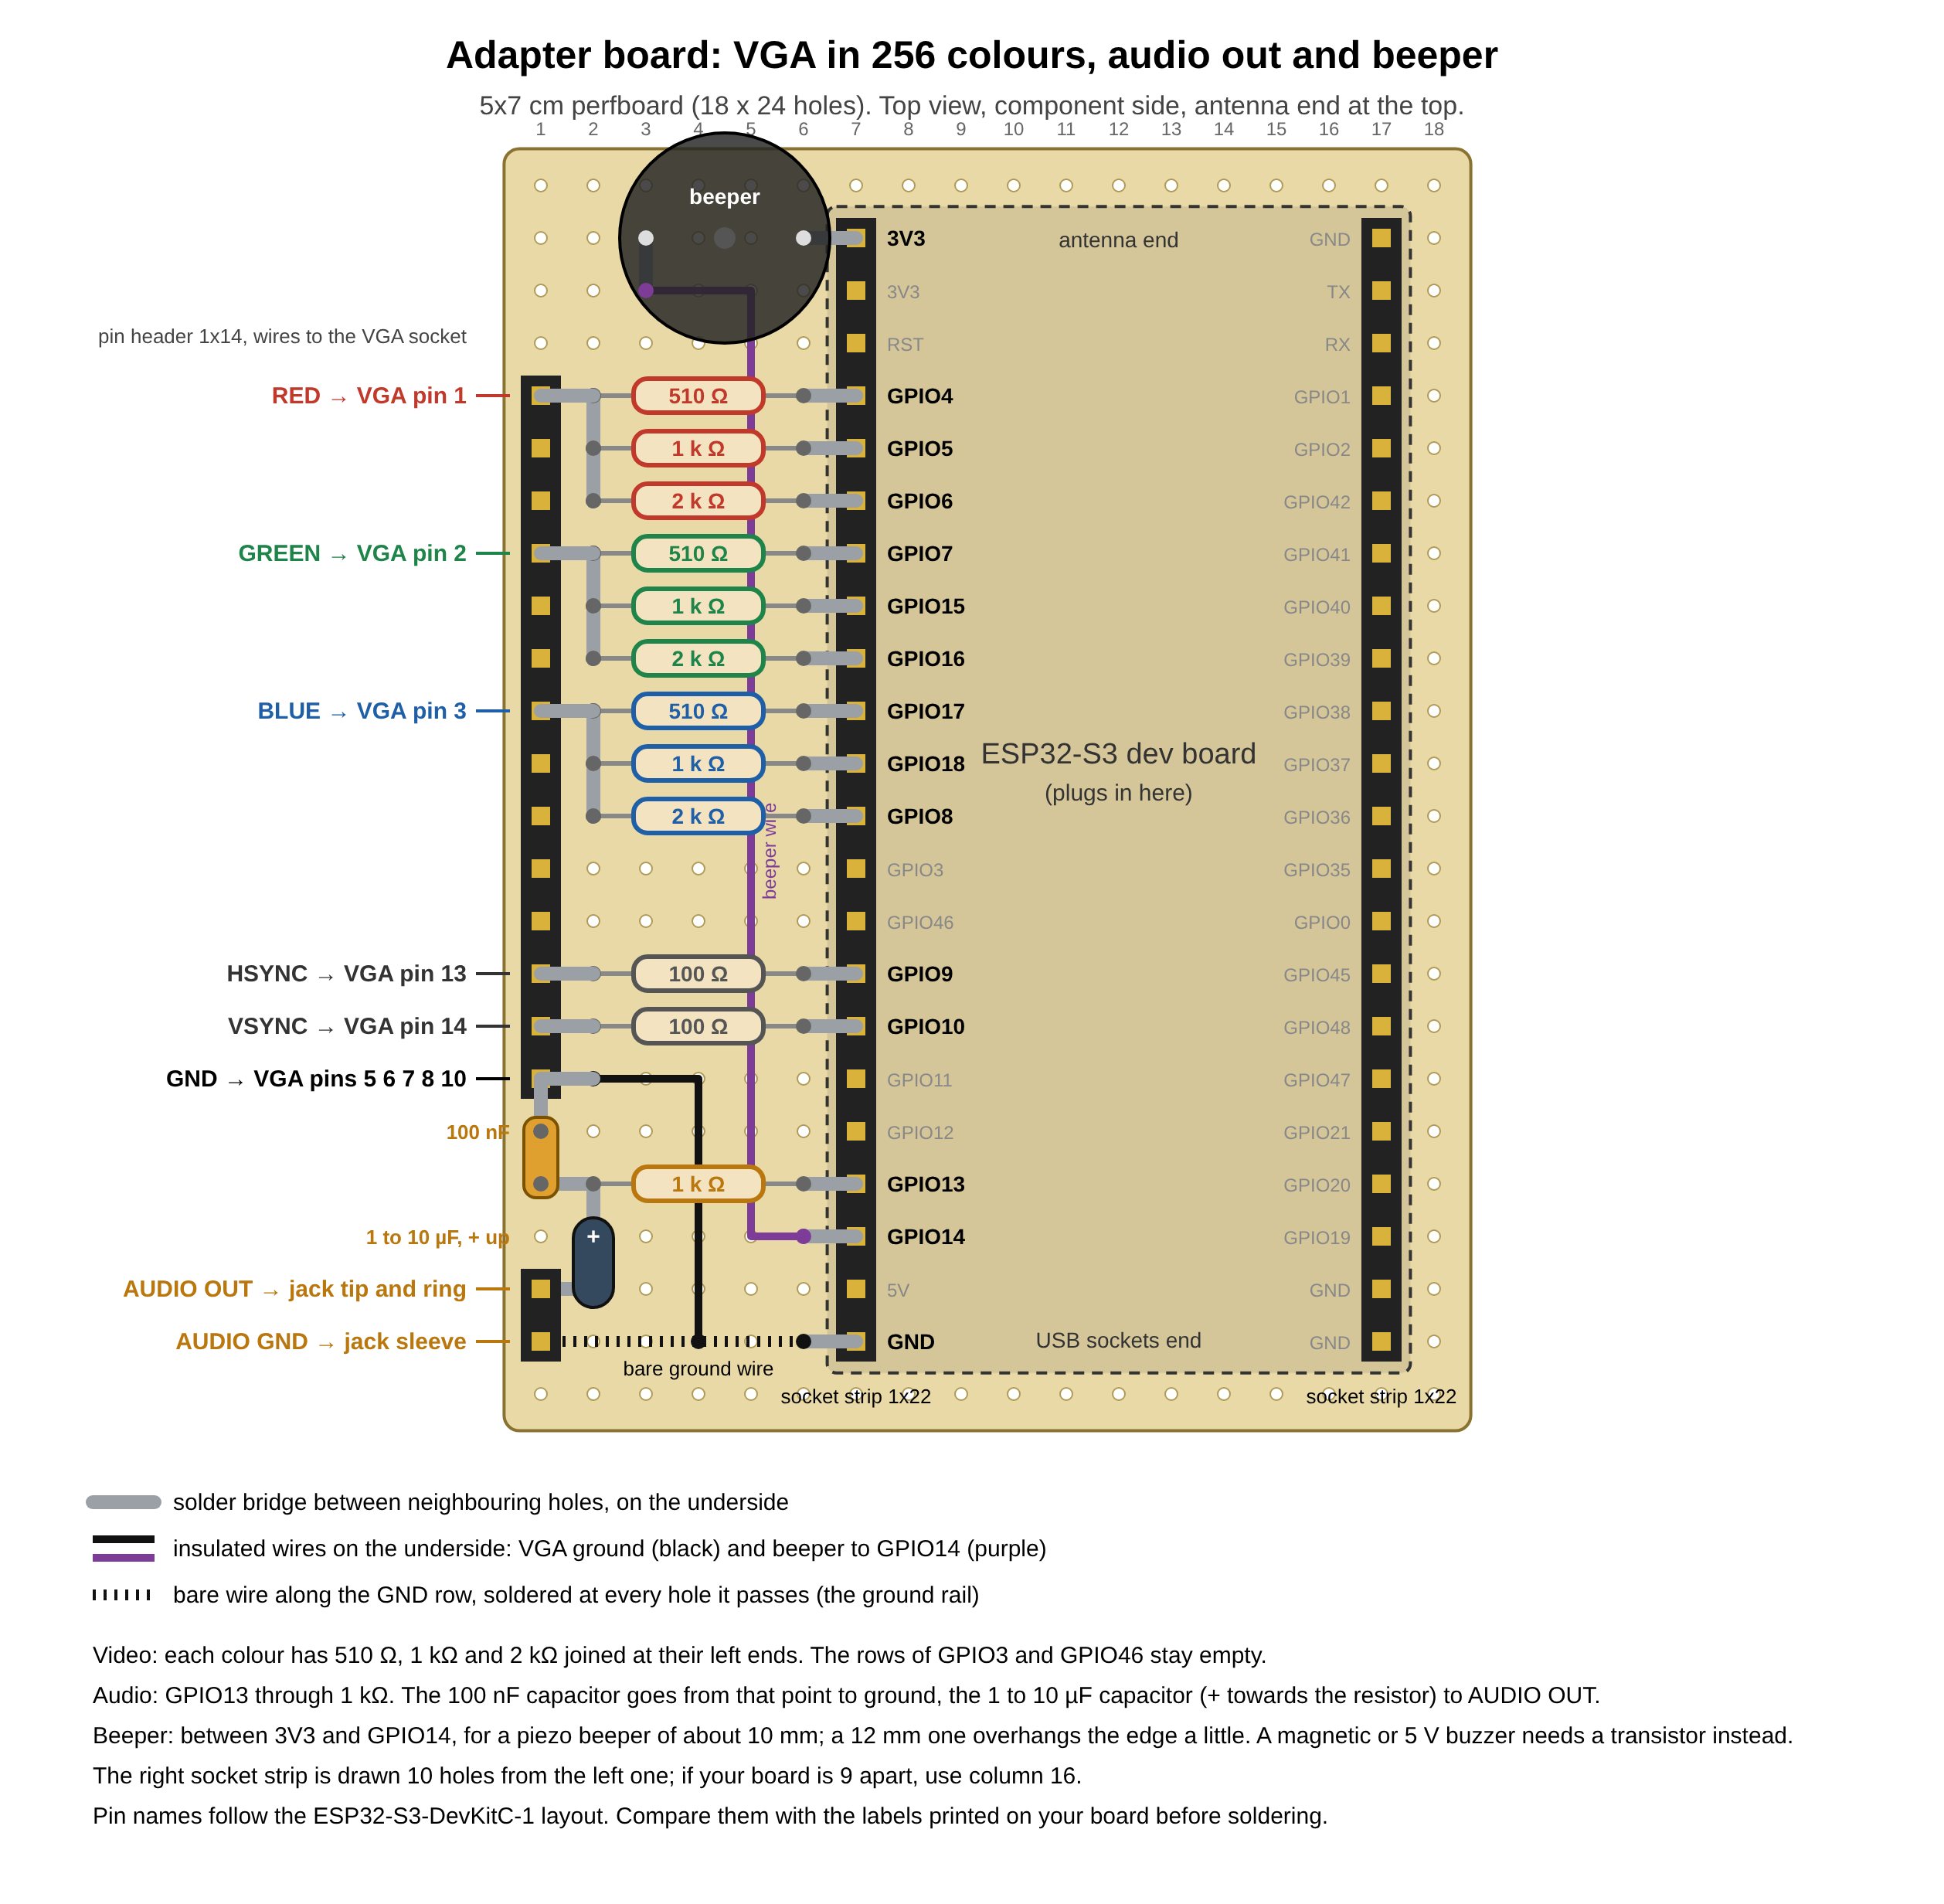 Adapter board: VGA in 256 colours, audio out and beeper
5x7 cm perfboard (18 x 24 holes). Top view, component side, antenna end at the top.
1 2 3 4 5 6 7 8 9 10 11 12 13 14 15 16 17 18
beeper
3V3 antenna end GND
3V3 TX
pin header 1x14, wires to the VGA socket
RST RX
RED → VGA pin 1 510 Ω GPIO4 GPIO1
1 k Ω GPIO5 GPIO2
2 k Ω GPIO6 GPIO42
GREEN → VGA pin 2 510 Ω GPIO7 GPIO41
1 k Ω GPIO15 GPIO40
2 k Ω GPIO16 GPIO39
BLUE → VGA pin 3 510 Ω GPIO17 GPIO38
ESP32-S3 dev board
1 k Ω GPIO18 GPIO37
(plugs in here)
2 k Ω GPIO8 GPIO36
beeper wire
GPIO3 GPIO35
GPIO46 GPIO0
HSYNC → VGA pin 13 100 Ω GPIO9 GPIO45
VSYNC → VGA pin 14 100 Ω GPIO10 GPIO48
GND → VGA pins 5 6 7 8 10 GPIO11 GPIO47
100 nF GPIO12 GPIO21
1 k Ω GPIO13 GPIO20
1 to 10 µF, + up + GPIO14 GPIO19
AUDIO OUT → jack tip and ring 5V GND
AUDIO GND → jack sleeve GND USB sockets end GND
bare ground wire
socket strip 1x22 socket strip 1x22
solder bridge between neighbouring holes, on the underside
insulated wires on the underside: VGA ground (black) and beeper to GPIO14 (purple)
bare wire along the GND row, soldered at every hole it passes (the ground rail)
Video: each colour has 510 Ω, 1 kΩ and 2 kΩ joined at their left ends. The rows of GPIO3 and GPIO46 stay empty.
Audio: GPIO13 through 1 kΩ. The 100 nF capacitor goes from that point to ground, the 1 to 10 µF capacitor (+ towards the resistor) to AUDIO OUT.
Beeper: between 3V3 and GPIO14, for a piezo beeper of about 10 mm; a 12 mm one overhangs the edge a little. A magnetic or 5 V buzzer needs a transistor instead.
The right socket strip is drawn 10 holes from the left one; if your board is 9 apart, use column 16.
Pin names follow the ESP32-S3-DevKitC-1 layout. Compare them with the labels printed on your board before soldering.